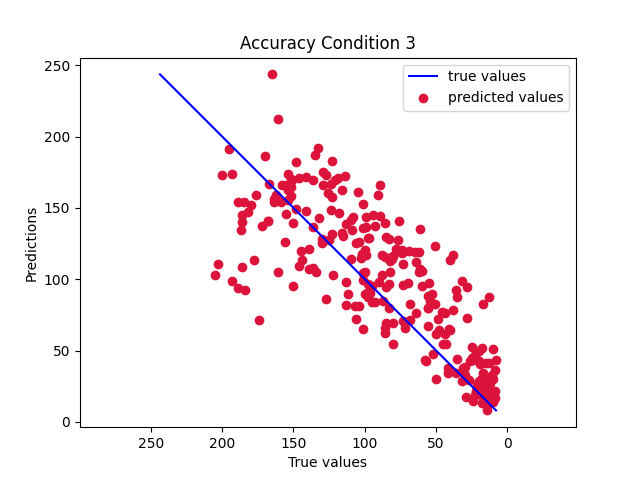 Accuracy Condition 3
true values
predicted values
250
200
150
100
50
0
Predictions
250
200
150
100
50
0
True values